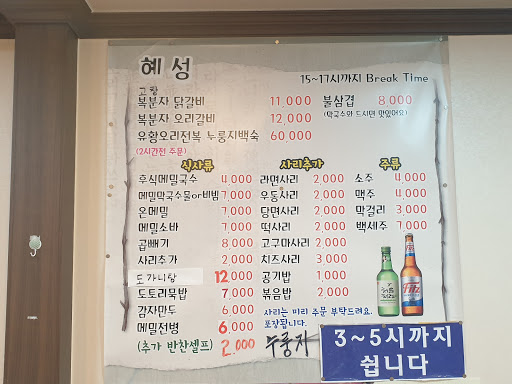 혜성
15~17시까지 Break Time
고창
복분자 닭갈비 11,000
복분자 오리갈비 12,000
유황오리전복 누룽지백숙 60,000
(2시간전 주문)
불삼겹 8,000
(막국수와 드시면 맛있어요)
식사류
후식메밀국수 4,000
메밀막국수물or비빔 7,000
온메밀 7,000
메밀소바 7,000
곱빼기 8,000
사리추가 2,000
도가니탕 12,000
도토리묵밥 7,000
감자만두 6,000
메밀전병 6,000
(추가 반찬셀프) 2,000
사리추가
라면사리 2,000
우동사리 2,000
당면사리 2,000
떡사리 2,000
고구마사리 2,000
치즈사리 3,000
공기밥 1,000
볶음밥 2,000
사리는 미리 주문 부탁드려요.
포장됩니다.
누룽지
주류
소주 4,000
맥주 4,000
막걸리 3,000
백세주 7,000
Fitz
3~5시까지
쉽니다